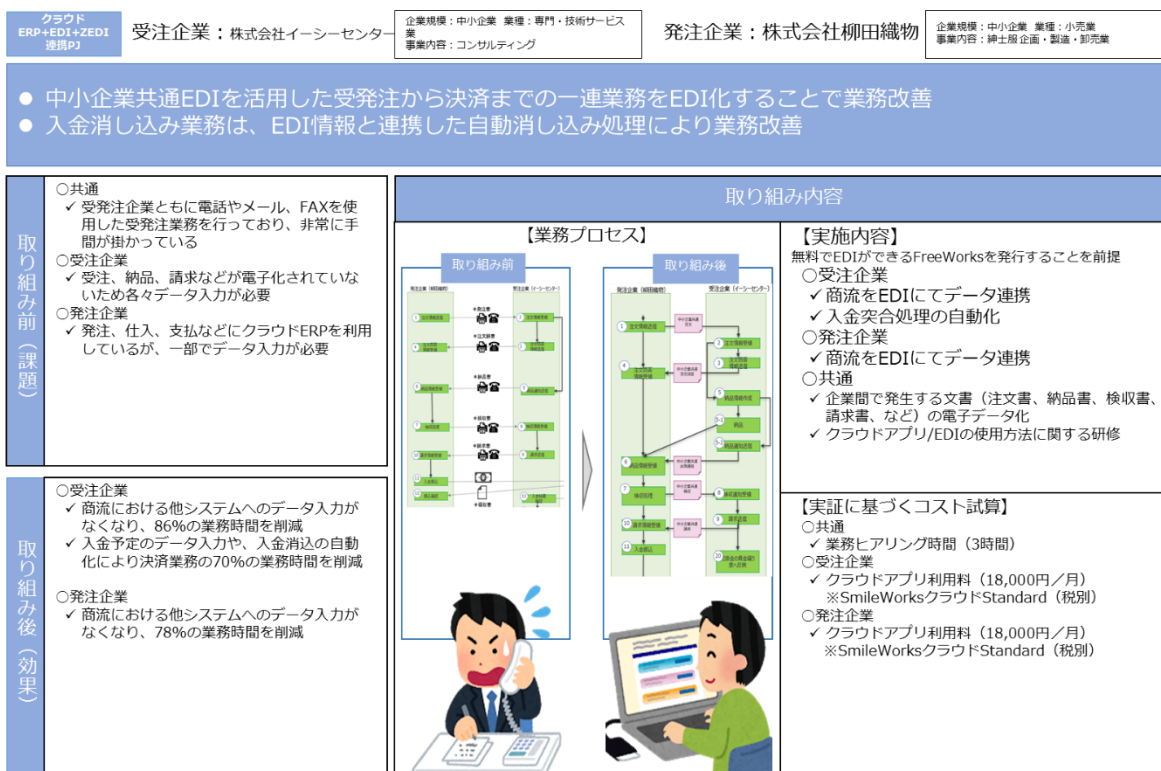 クラウド
ERP+EDI+ZEDI
連携PJ
受注企業：株式会社イーシーセンター
企業規模：中小企業 業種：専門・技術サービス
業
事業内容：コンサルティング
発注企業：株式会社柳田織物
企業規模：中小企業 業種：小売業
事業内容：紳士服企画・製造・卸売業
● 中小企業共通EDIを活用した受発注から決済までの一連業務をEDI化することで業務改善
● 入金消し込み業務は、EDI情報と連携した自動消し込み処理により業務改善
取り組み前（課題）
○共通
✓ 受発注企業ともに電話やメール、FAXを使
用した受発注業務を行っており、非常に手
間が掛かっている
○受注企業
✓ 受注、納品、請求などが電子化されていな
いため各々データ入力が必要
○発注企業
✓ 発注、仕入、支払などにクラウドERPを利用
しているが、一部でデータ入力が必要
取り組み後（効果）
○受注企業
✓ 商流における他システムへのデータ入力が
なくなり、86%の業務時間を削減
✓ 入金予定のデータ入力や、入金消込の自動
化により決済業務の70%の業務時間を削減
○発注企業
✓ 商流における他システムへのデータ入力が
なくなり、78%の業務時間を削減
取り組み内容
【業務プロセス】
取り組み前
取り組み後
【実施内容】
無料でEDIができるFreeWorksを発行することを前提
○受注企業
✓ 商流をEDIにてデータ連携
✓ 入金突合処理の自動化
○発注企業
✓ 商流をEDIにてデータ連携
○共通
✓ 企業間で発生する文書（注文書、納品書、検収書、
請求書、など）の電子データ化
✓ クラウドアプリ/EDIの使用方法に関する研修
【実証に基づくコスト試算】
○共通
✓ 業務ヒアリング時間（3時間）
○受注企業
✓ クラウドアプリ利用料（18,000円／月）
※SmileWorksクラウドStandard（税別）
○発注企業
✓ クラウドアプリ利用料（18,000円／月）
※SmileWorksクラウドStandard（税別）